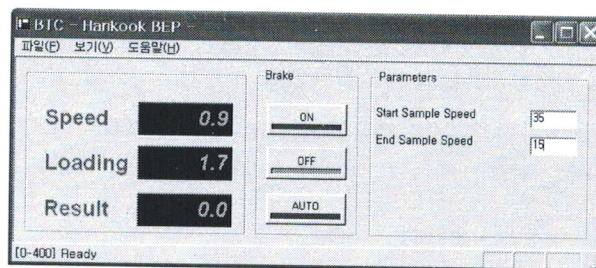 BTC - Hankook BEP -
파일(F) 보기(V) 도움말(H)
Speed 0.9
Loading 1.7
Result 0.0
Brake
ON
OFF
AUTO
Parameters
Start Sample Speed 35
End Sample Speed 15
[0-400] Ready